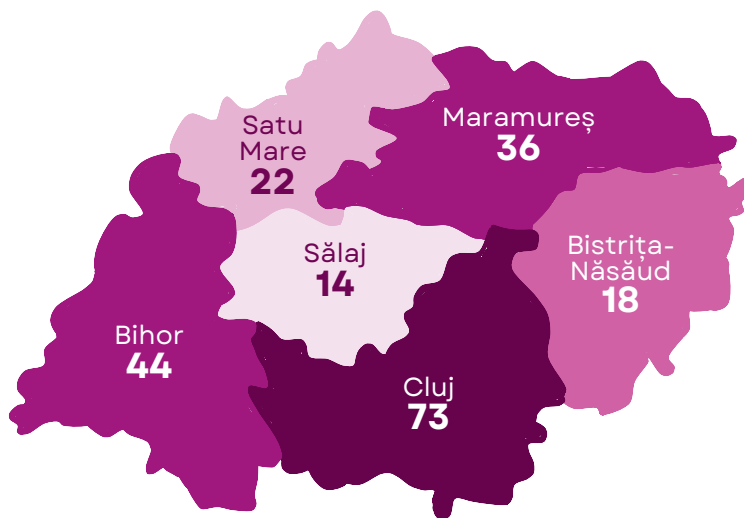 Satu
Mare
22
Maramureș
36
Sălaj
14
Bistrița-
Năsăud
18
Bihor
44
Cluj
73